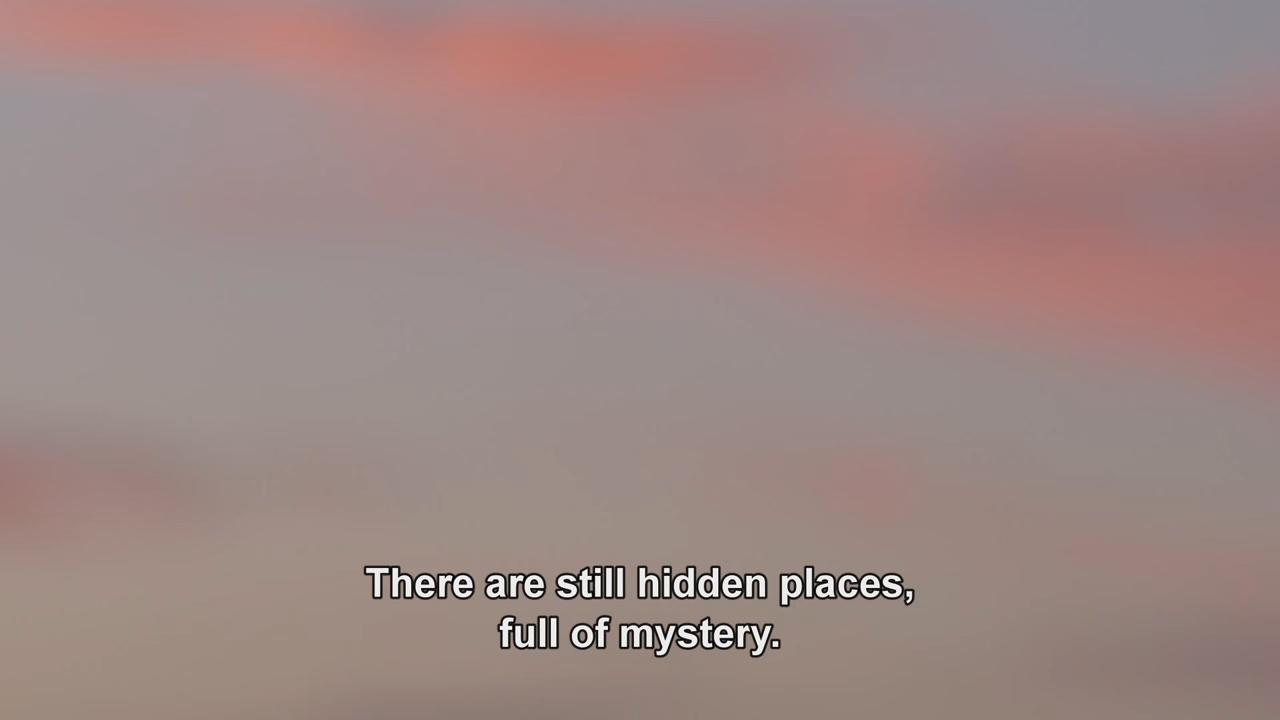 There are still hidden places,
full of mystery.